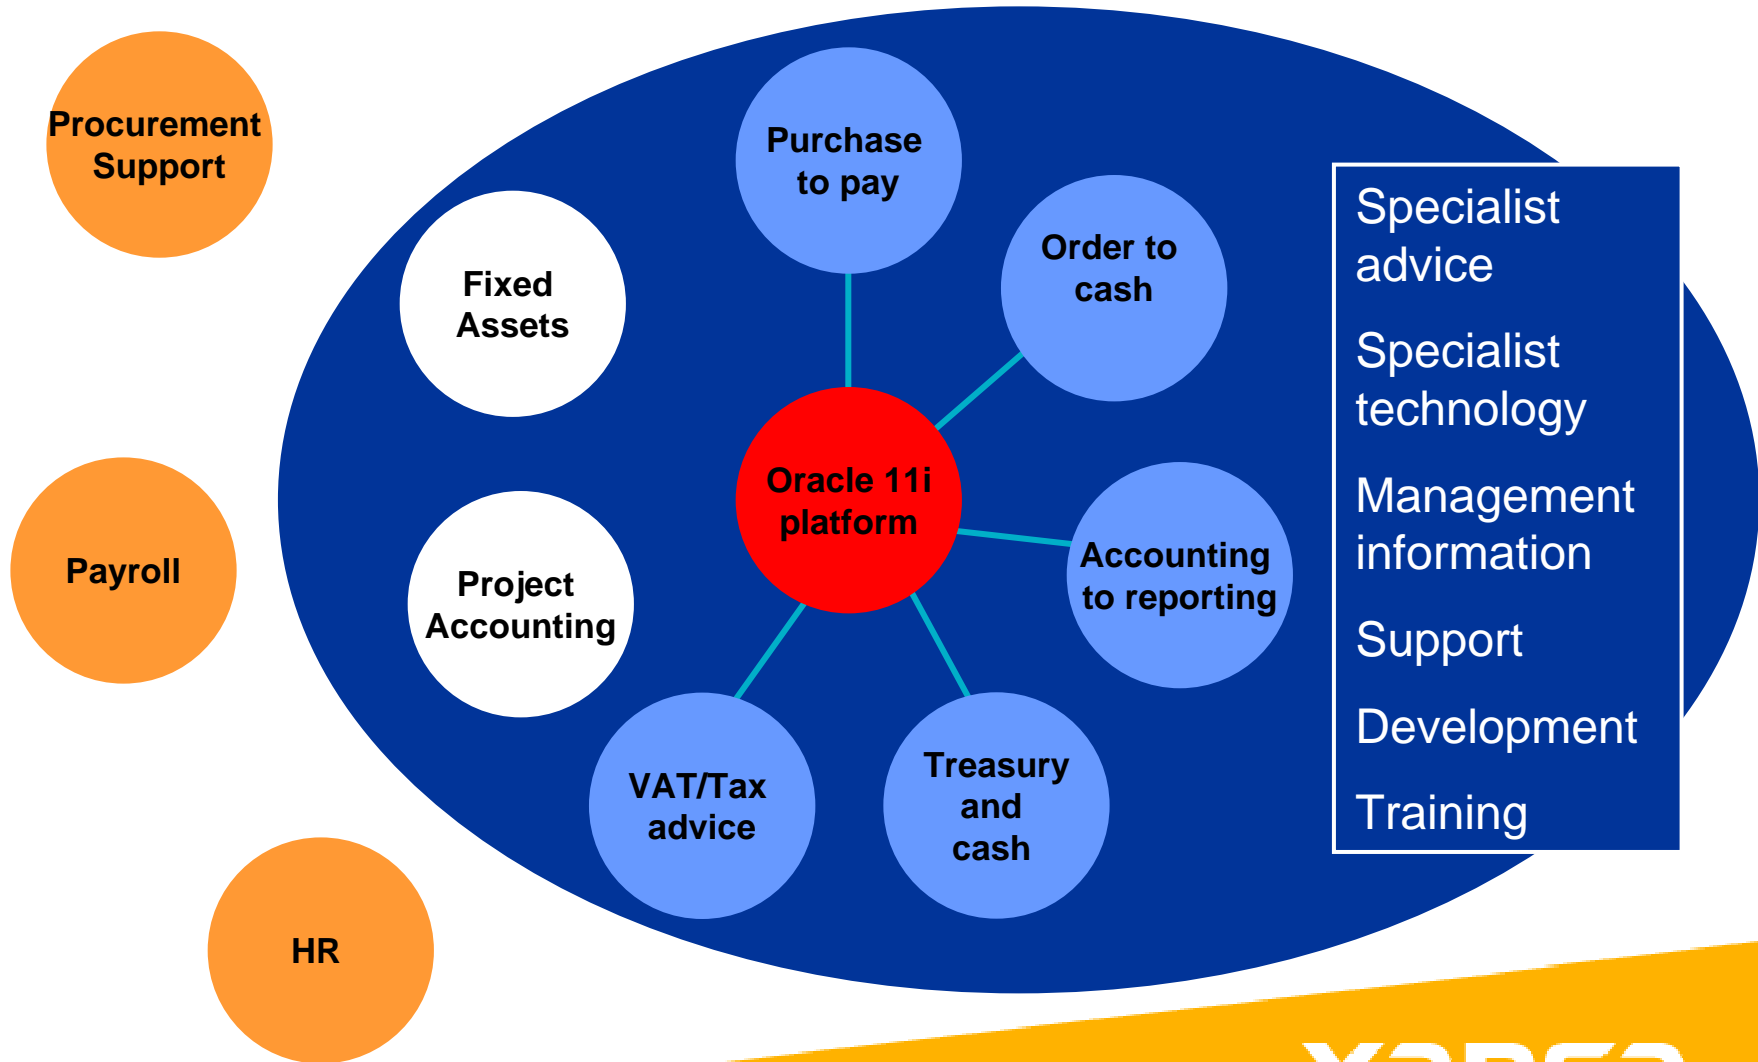 Procurement
Support
Purchase
to pay
Order to
cash
Fixed
Assets
Oracle 11i
platform
Accounting
to reporting
Payroll
Project
Accounting
VAT/Tax
advice
Treasury
and
cash
HR
Specialist
advice
Specialist
technology
Management
information
Support
Development
Training